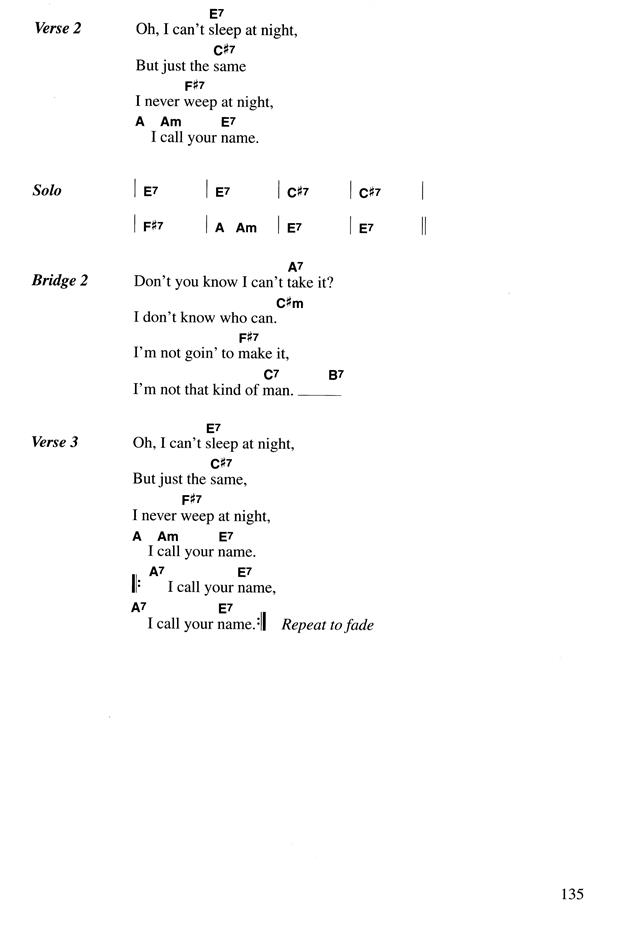 E7
Verse 2 Oh, I can't sleep at night,
C♯7
But just the same
F♯7
I never weep at night,
A Am E7
I call your name.
Solo | E7 | E7 | C♯7 | C♯7 |
| F♯7 | A Am | E7 | E7 ||
A7
Bridge 2 Don't you know I can't take it?
C♯m
I don't know who can.
F♯7
I'm not goin' to make it,
C7 B7
I'm not that kind of man. _____
E7
Verse 3 Oh, I can't sleep at night,
C♯7
But just the same,
F♯7
I never weep at night,
A Am E7
I call your name.
A7 E7
‖: I call your name,
A7 E7
I call your name. :‖ Repeat to fade
135